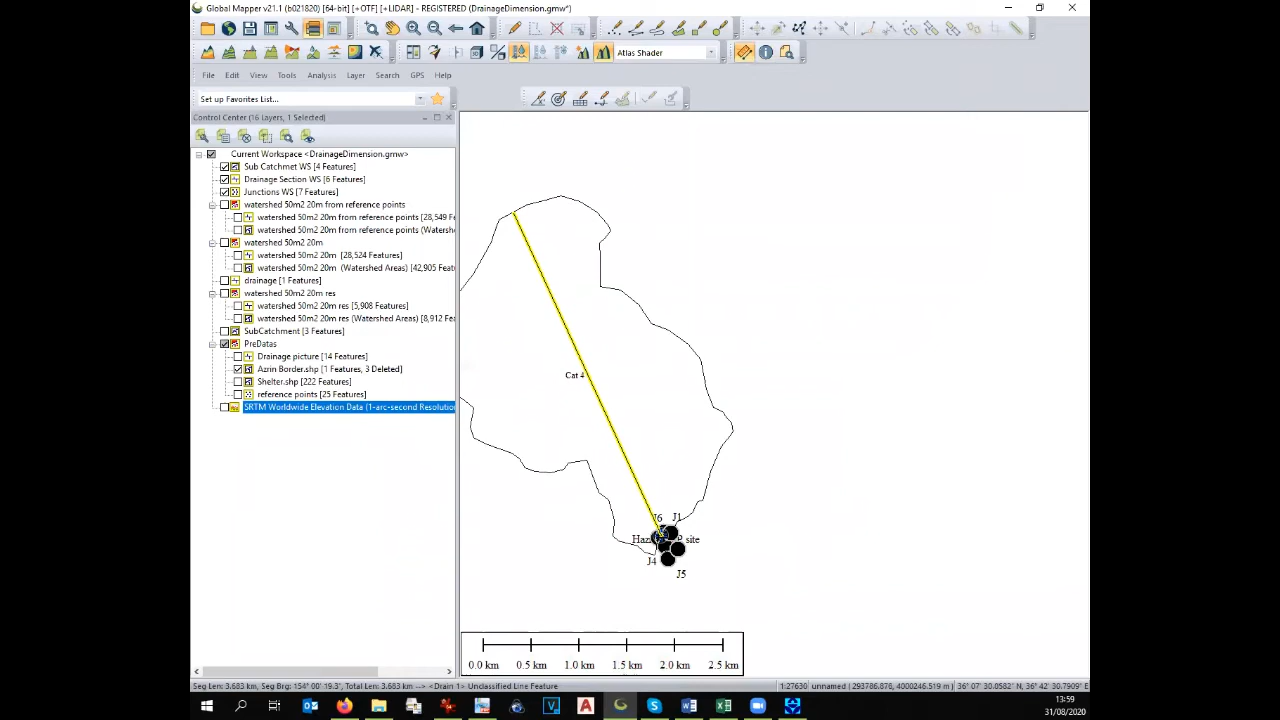 Global Mapper v21.1 (b021820) [64-bit] [+OTF] [+LIDAR] - REGISTERED (DrainageDimension.gmw*)
Atlas Shader
File Edit View Tools Analysis Layer Search GPS Help
Set up Favorites List...
Control Center (16 Layers, 1 Selected)
Current Workspace <DrainageDimension.gmw>
Sub Catchmet WS [4 Features]
Drainage Section WS [6 Features]
Junctions WS [7 Features]
watershed 50m2 20m from reference points
watershed 50m2 20m from reference points [28,549 Fe
watershed 50m2 20m from reference points (Watershe
watershed 50m2 20m
watershed 50m2 20m [28,524 Features]
watershed 50m2 20m (Watershed Areas) [42,905 Featu
drainage [1 Features]
watershed 50m2 20m res
watershed 50m2 20m res [5,908 Features]
watershed 50m2 20m res (Watershed Areas) [8,912 Featu
SubCatchment [3 Features]
PreDatas
Drainage picture [14 Features]
Azrin Border.shp [1 Features, 3 Deleted]
Shelter.shp [222 Features]
reference points [25 Features]
SRTM Worldwide Elevation Data (1-arc-second Resolution
Cat 4
J6 J1
Haz site
J4
J5
0.0 km 0.5 km 1.0 km 1.5 km 2.0 km 2.5 km
Seg Len: 3.683 km, Seg Brg: 154° 00' 19.3", Total Len: 3.683 km --> <Drain 1> Unclassified Line Feature
1:27630 unnamed ( 293786.876, 4000246.519 m ) 36° 07' 30.0582" N, 36° 42' 30.7909" E
13:59
31/08/2020